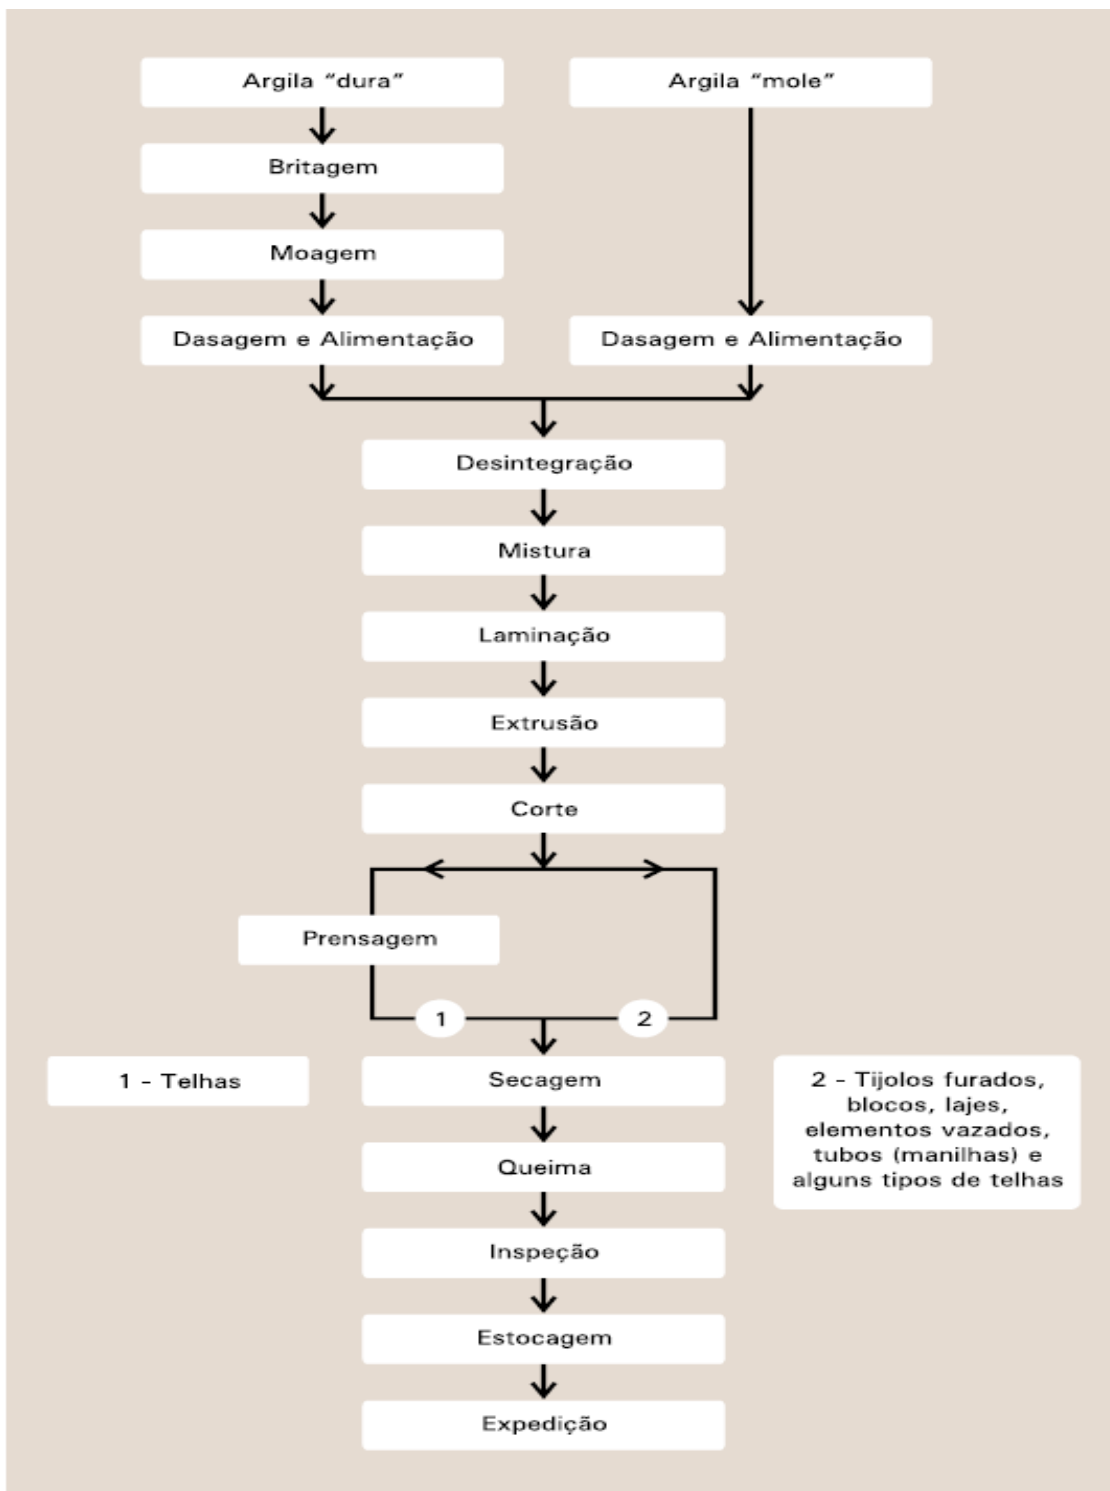 Argila “dura”
Argila “mole”
Britagem
Moagem
Dasagem e Alimentação
Dasagem e Alimentação
Desintegração
Mistura
Laminação
Extrusão
Corte
Prensagem
1
2
1 - Telhas
Secagem
2 - Tijolos furados,
blocos, lajes,
elementos vazados,
tubos (manilhas) e
alguns tipos de telhas
Queima
Inspeção
Estocagem
Expedição